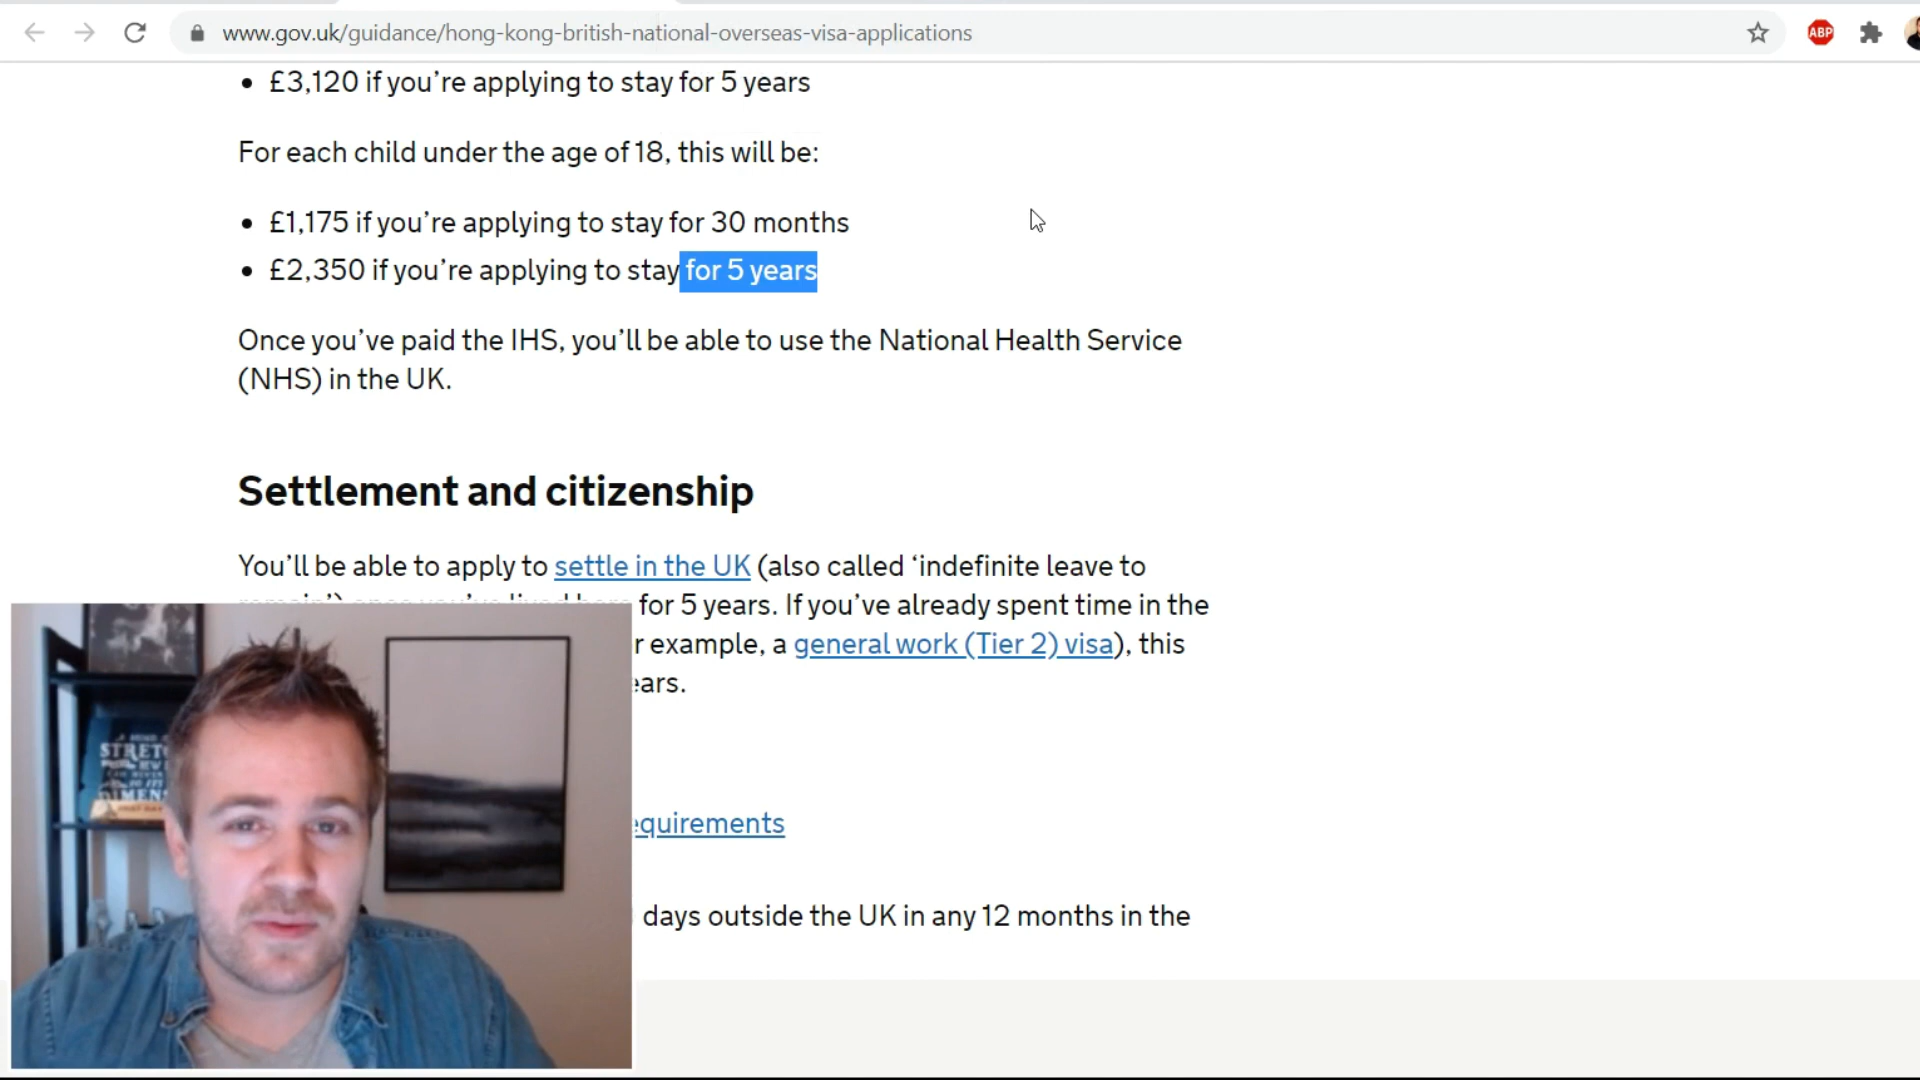 www.gov.uk/guidance/hong-kong-british-national-overseas-visa-applications
ABP
• £3,120 if you’re applying to stay for 5 years
For each child under the age of 18, this will be:
• £1,175 if you’re applying to stay for 30 months
• £2,350 if you’re applying to stay for 5 years
Once you’ve paid the IHS, you’ll be able to use the National Health Service
(NHS) in the UK.
Settlement and citizenship
You’ll be able to apply to settle in the UK (also called ‘indefinite leave to
for 5 years. If you’ve already spent time in the
r example, a general work (Tier 2) visa), this
ears.
equirements
days outside the UK in any 12 months in the
STRETC